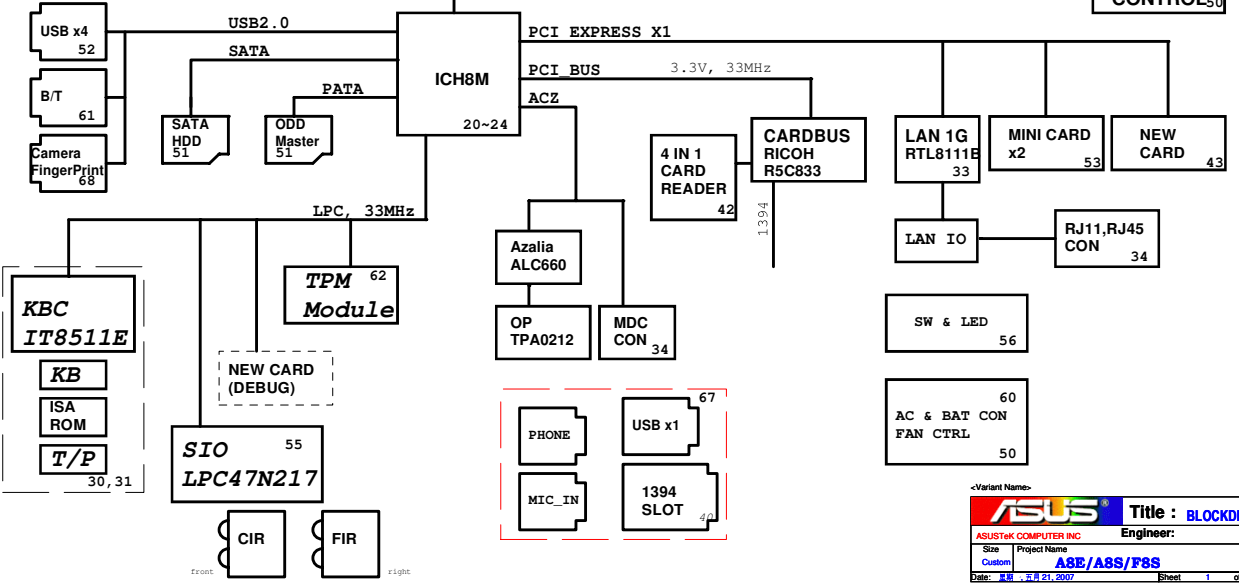 CONTROL
50
USB x4
52
USB2.0
SATA
PATA
ICH8M
20~24
PCI EXPRESS X1
PCI_BUS
3.3V, 33MHz
ACZ
B/T
61
Camera
FingerPrint
68
SATA
HDD
51
ODD
Master
51
4 IN 1
CARD
READER
42
CARDBUS
RICOH
R5C833
1394
LAN 1G
RTL8111B
33
MINI CARD
x2
53
NEW
CARD
43
LAN IO
RJ11,RJ45
CON
34
LPC, 33MHz
KBC
IT8511E
KB
ISA
ROM
T/P
30,31
TPM
62
Module
NEW CARD
(DEBUG)
SIO
55
LPC47N217
CIR
front
FIR
right
Azalia
ALC660
OP
TPA0212
MDC
CON
34
67
PHONE
USB x1
MIC_IN
1394
SLOT
40
SW & LED
56
60
AC & BAT CON
FAN CTRL
50
<Variant Name>
ASUS®
Title :
ASUSTeK COMPUTER INC
Engineer:
Size
Project Name
Custom
A8E/A8S/F8S
Date:
五月 21, 2007
Sheet
1